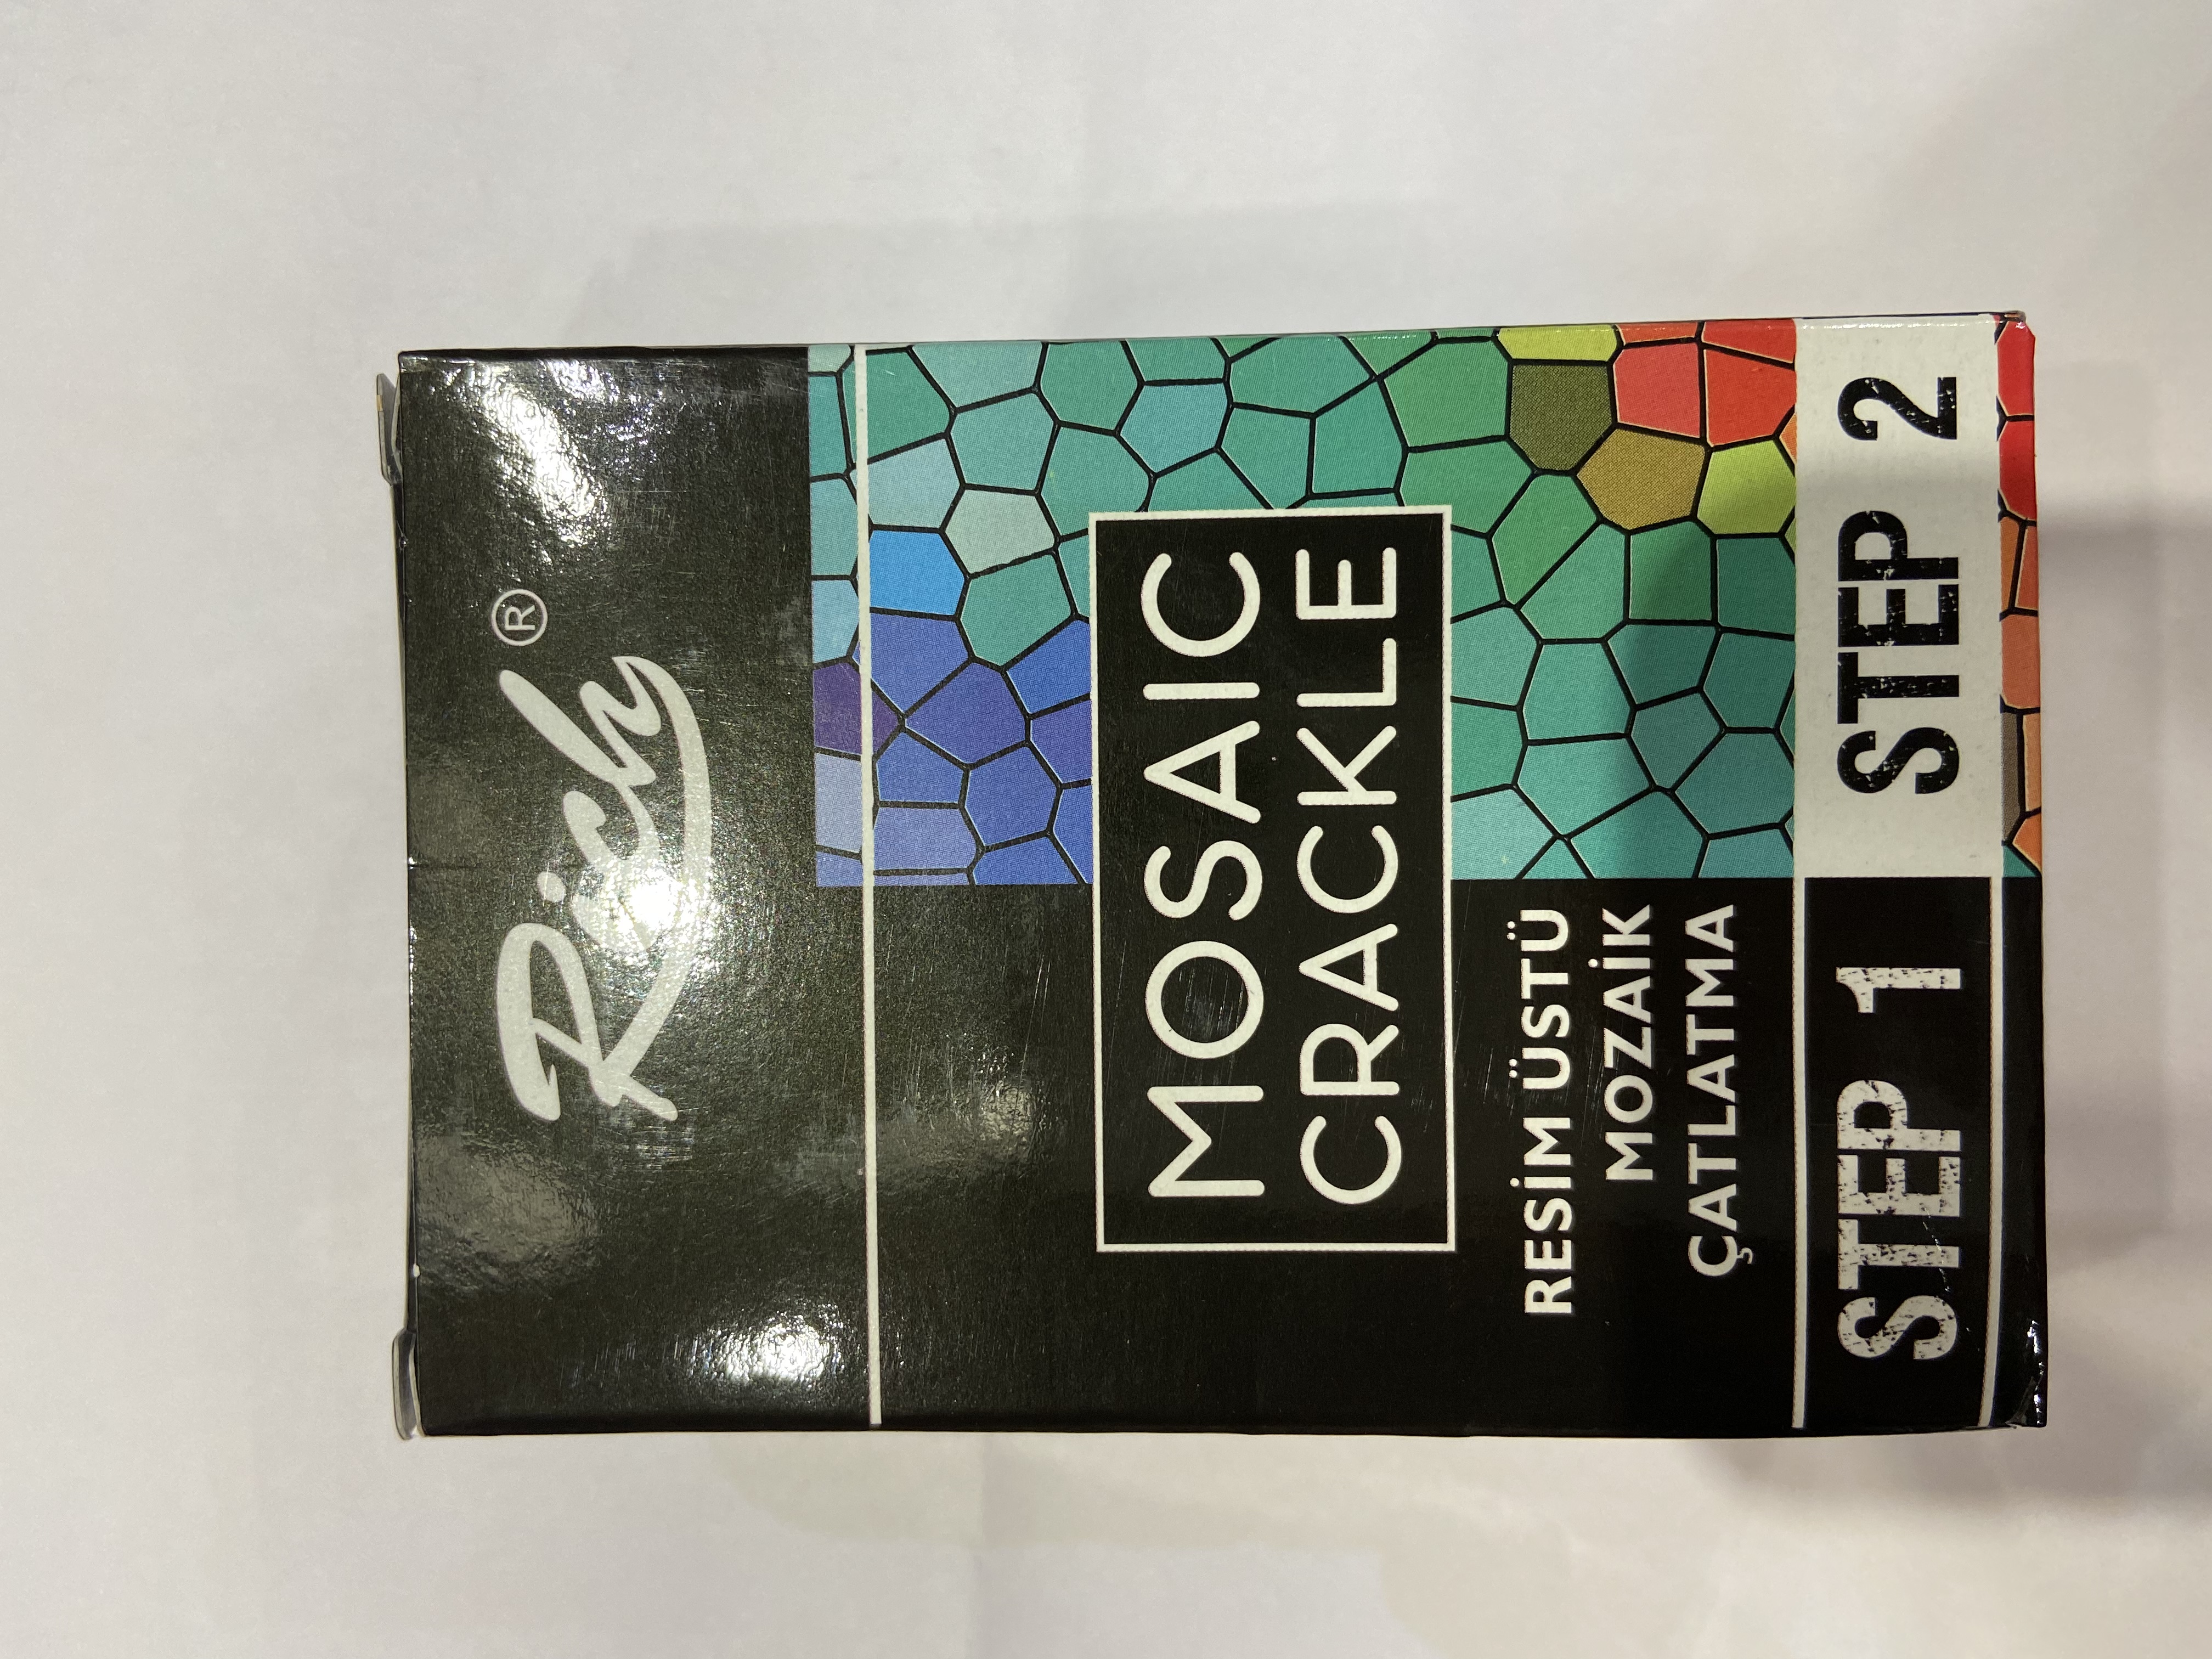 Rich®
MOSAIC
CRACKLE
RESİM ÜSTÜ
MOZAİK
ÇATLATMA
STEP 1 STEP 2